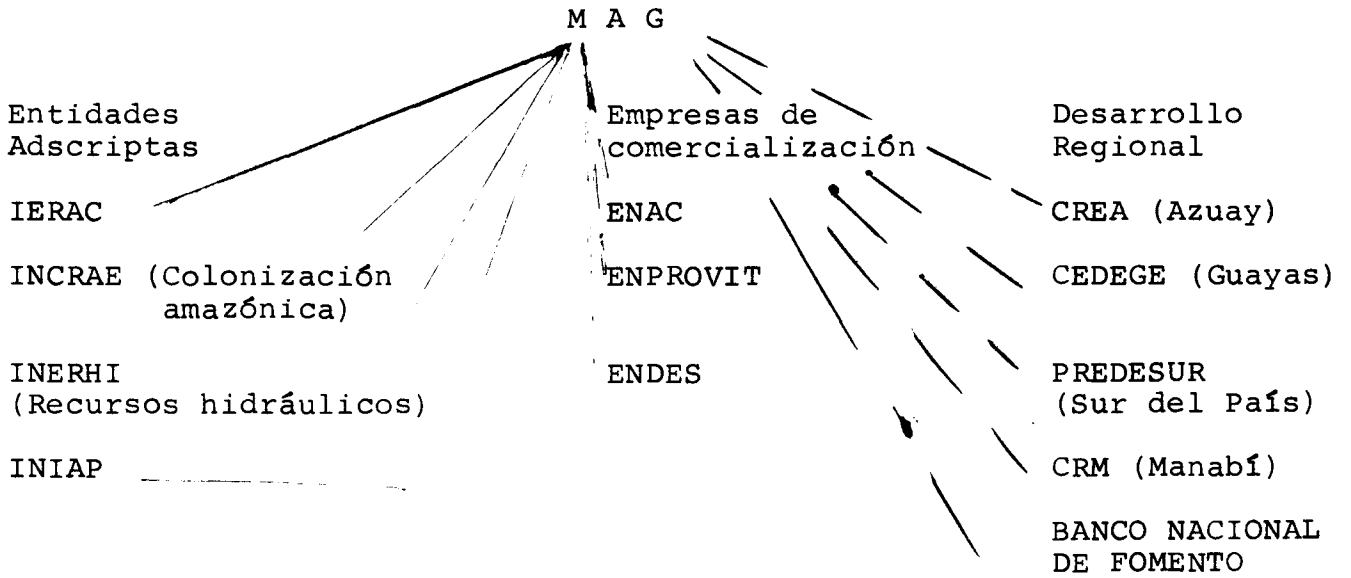 M A G
Entidades
Adscriptas
IERAC
INCRAE (Colonización
amazónica)
INERHI
(Recursos hidráulicos)
INIAP
Empresas de
comercialización
ENAC
ENPROVIT
ENDES
Desarrollo
Regional
CREA (Azuay)
CEDEGE (Guayas)
PREDESUR
(Sur del País)
CRM (Manabí)
BANCO NACIONAL
DE FOMENTO